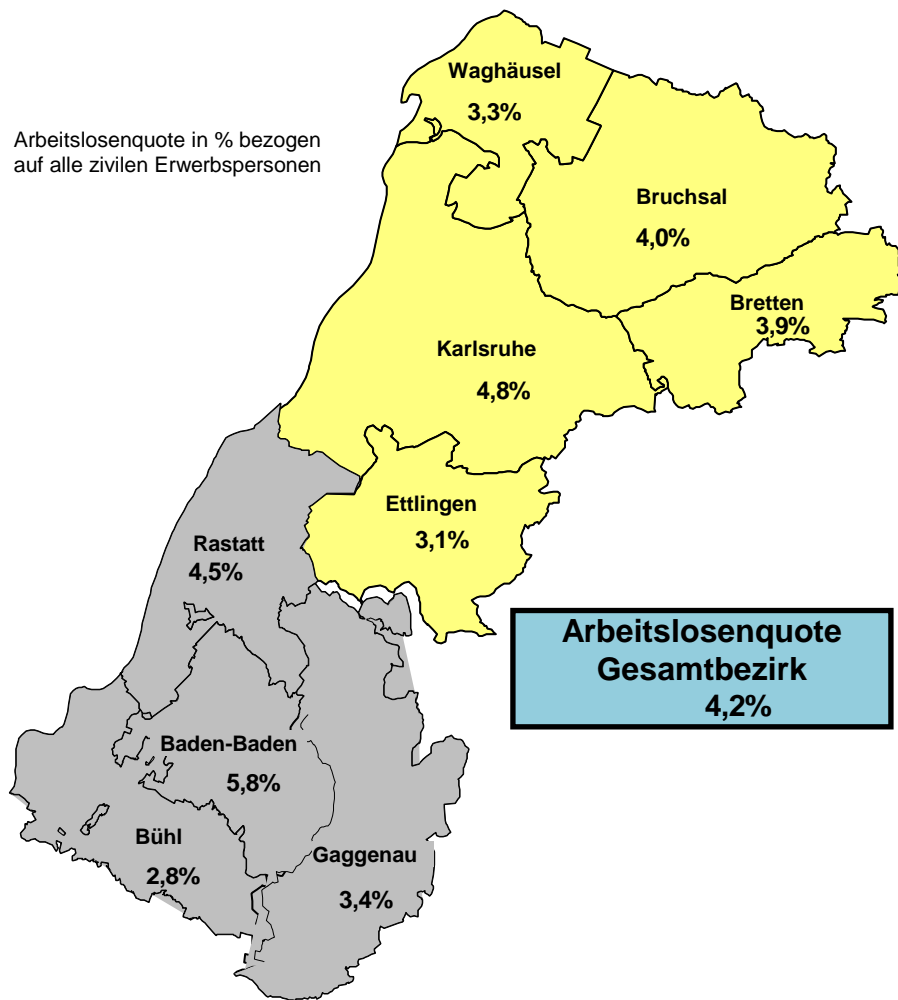 Waghäusel
3,3%
Arbeitslosenquote in % bezogen
auf alle zivilen Erwerbspersonen
Bruchsal
4,0%
Bretten
3,9%
Karlsruhe
4,8%
Ettlingen
3,1%
Rastatt
4,5%
Arbeitslosenquote
Gesamtbezirk
4,2%
Baden-Baden
5,8%
Bühl
2,8%
Gaggenau
3,4%